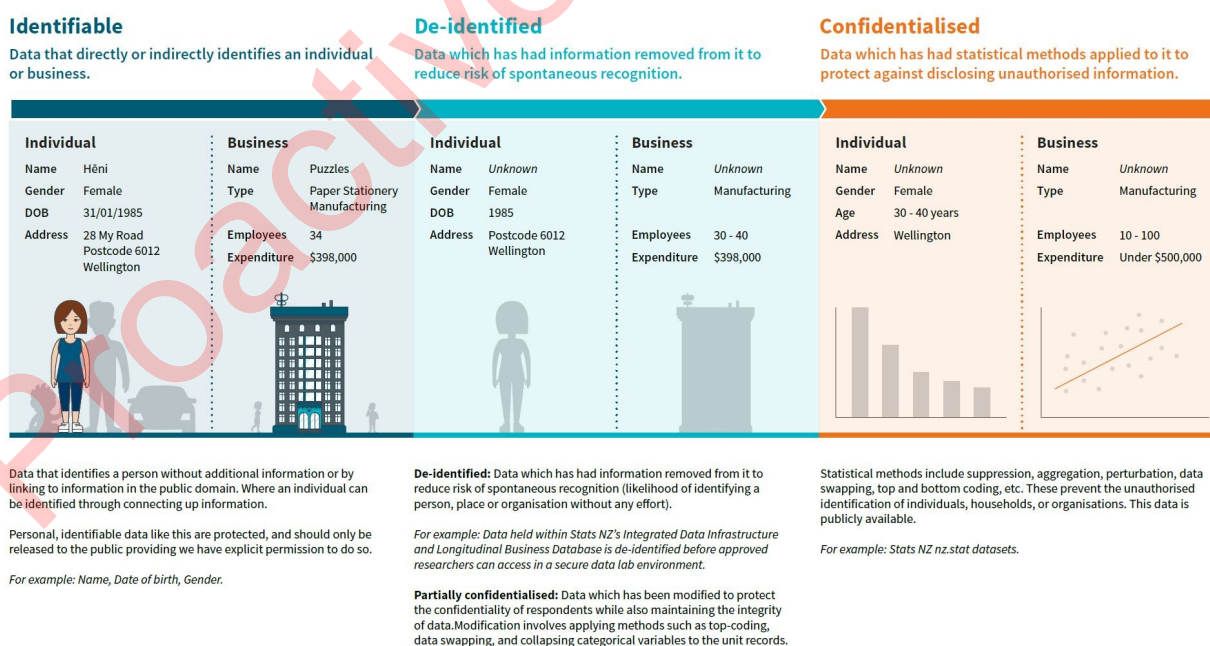 Identifiable
Data that directly or indirectly identifies an individual
or business.
Individual
Name Hēni
Gender Female
DOB 31/01/1985
Address 28 My Road
Postcode 6012
Wellington
Business
Name Puzzles
Type Paper Stationery
Manufacturing
Employees 34
Expenditure $398,000
Data that identifies a person without additional information or by
linking to information in the public domain. Where an individual can
be identified through connecting up information.
Personal, identifiable data like this are protected, and should only be
released to the public providing we have explicit permission to do so.
For example: Name, Date of birth, Gender.
De-identified
Data which has had information removed from it to
reduce risk of spontaneous recognition.
Individual
Name Unknown
Gender Female
DOB 1985
Address Postcode 6012
Wellington
Business
Name Unknown
Type Manufacturing
Employees 30 - 40
Expenditure $398,000
De-identified: Data which has had information removed from it to
reduce risk of spontaneous recognition (likelihood of identifying a
person, place or organisation without any effort).
For example: Data held within Stats NZ's Integrated Data Infrastructure
and Longitudinal Business Database is de-identified before approved
researchers can access in a secure data lab environment.
Partially confidentialised: Data which has been modified to protect
the confidentiality of respondents while also maintaining the integrity
of data.Modification involves applying methods such as top-coding,
data swapping, and collapsing categorical variables to the unit records.
Confidentialised
Data which has had statistical methods applied to it to
protect against disclosing unauthorised information.
Individual
Name Unknown
Gender Female
Age 30 - 40 years
Address Wellington
Business
Name Unknown
Type Manufacturing
Employees 10 - 100
Expenditure Under $500,000
Statistical methods include suppression, aggregation, perturbation, data
swapping, top and bottom coding, etc. These prevent the unauthorised
identification of individuals, households, or organisations. This data is
publicly available.
For example: Stats NZ nz.stat datasets.
Proactive